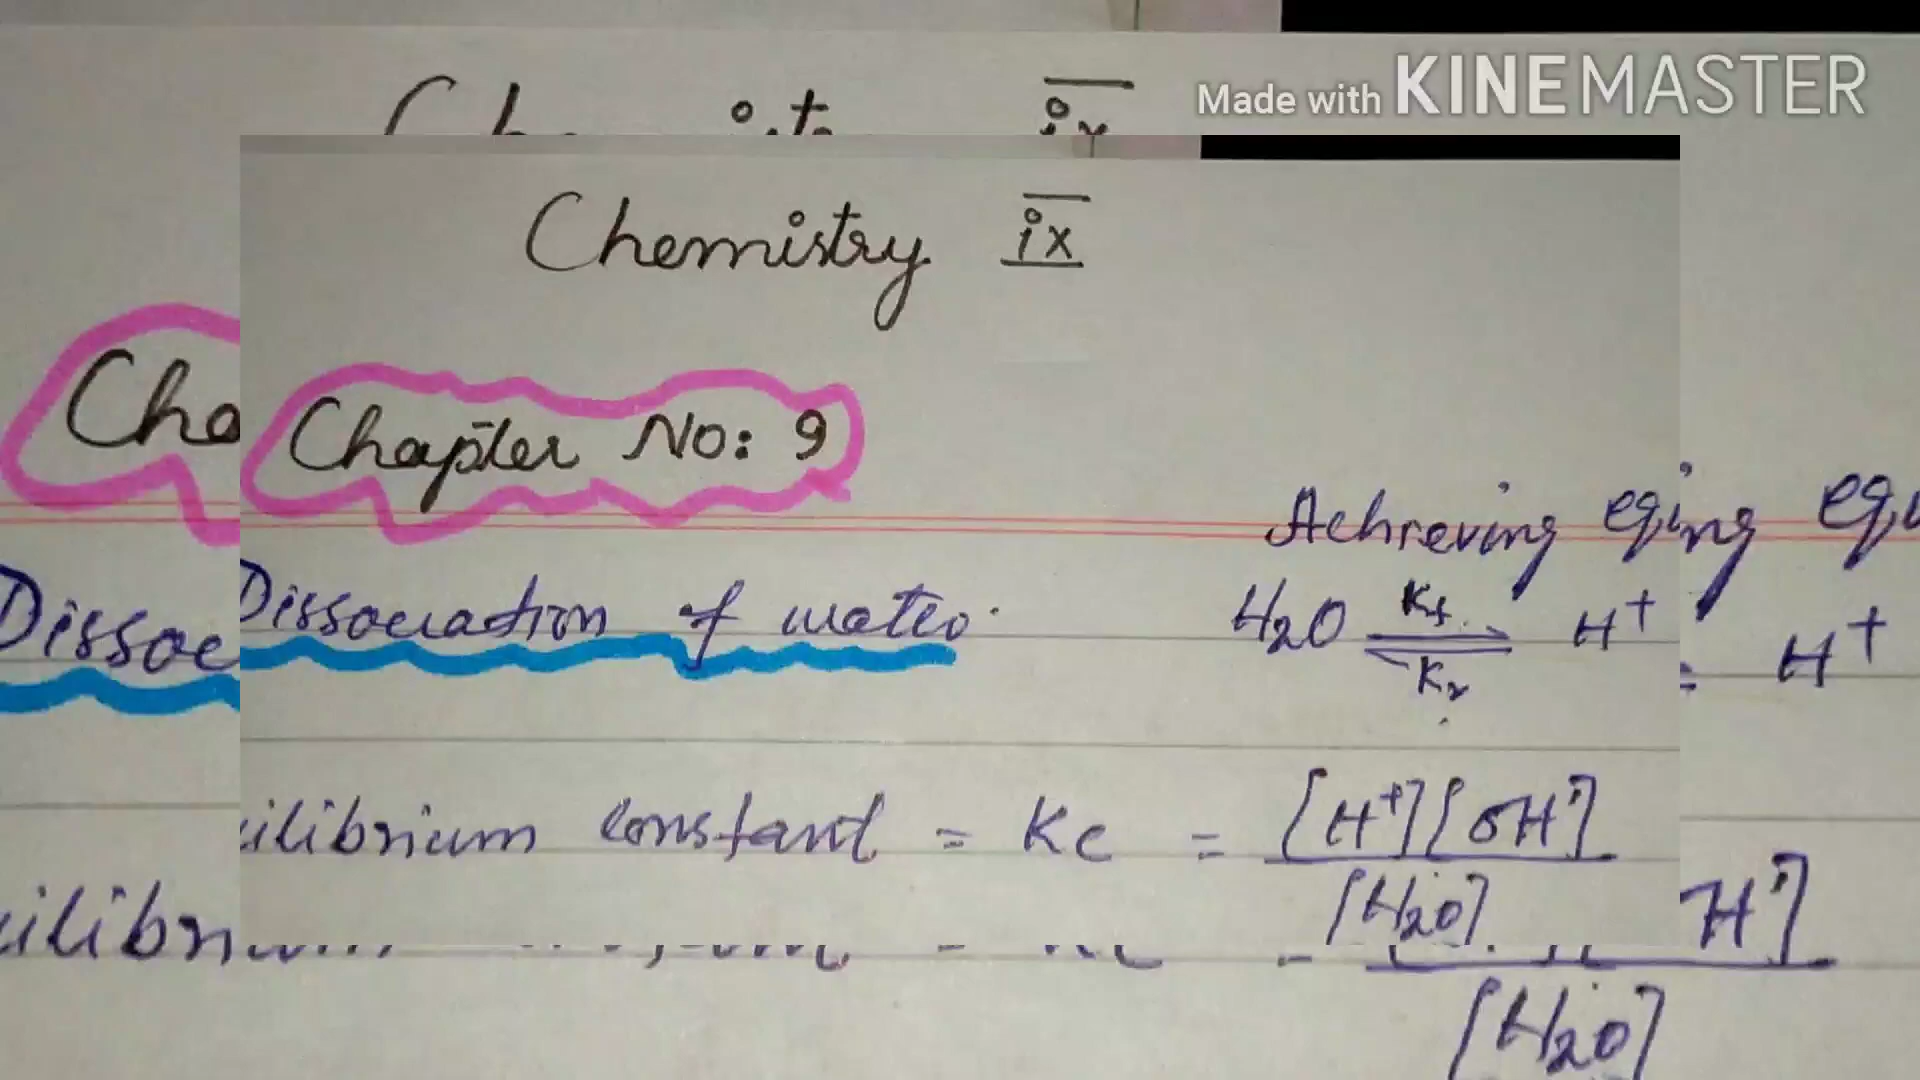 Made with KINEMASTER
Chemistry ix
Chapter No: 9
Dissociation of water.
Achieving equ
H₂O ⇌ H⁺
Kf
Kr
ilibrium constant = Kc = [H⁺][OH⁻]
[H₂O]